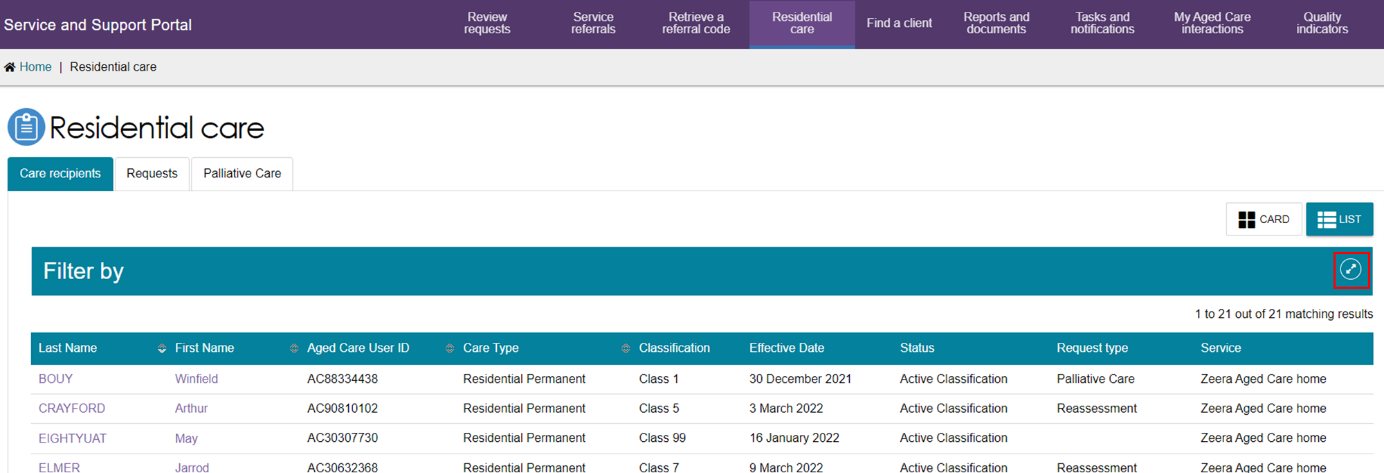 Service and Support Portal
Review requests
Service referrals
Retrieve a referral code
Residential care
Find a client
Reports and documents
Tasks and notifications
My Aged Care interactions
Quality indicators
Home | Residential care
Residential care
Care recipients Requests Palliative Care
CARD LIST
Filter by
1 to 21 out of 21 matching results
Last Name First Name Aged Care User ID Care Type Classification Effective Date Status Request type Service
BOUY Winfield AC88334438 Residential Permanent Class 1 30 December 2021 Active Classification Palliative Care Zeera Aged Care home
CRAYFORD Arthur AC90810102 Residential Permanent Class 5 3 March 2022 Active Classification Reassessment Zeera Aged Care home
EIGHTYUAT May AC30307730 Residential Permanent Class 99 16 January 2022 Active Classification Zeera Aged Care home
ELMER Jarrod AC30632368 Residential Permanent Class 7 9 March 2022 Active Classification Reassessment Zeera Aged Care home